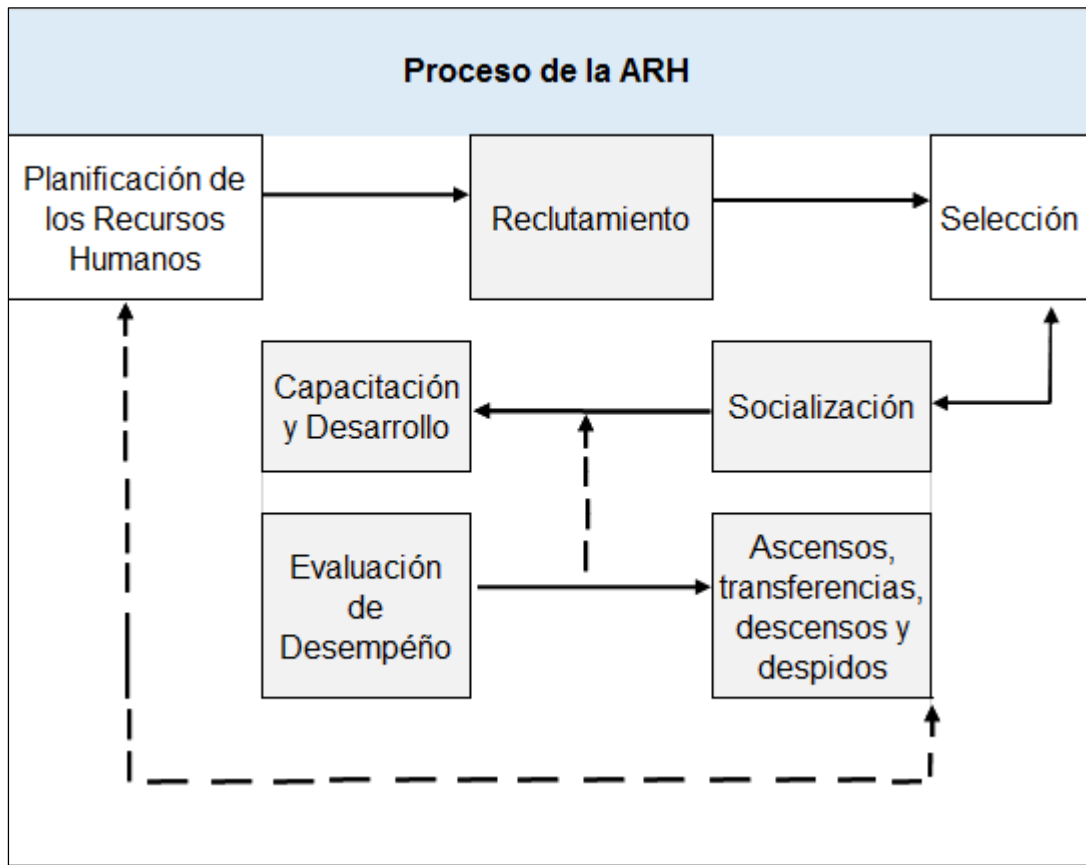 Proceso de la ARH
Planificación de
los Recursos
Humanos
Reclutamiento
Selección
Capacitación
y Desarrollo
Socialización
Evaluación
de
Desempéño
Ascensos,
transferencias,
descensos y
despidos